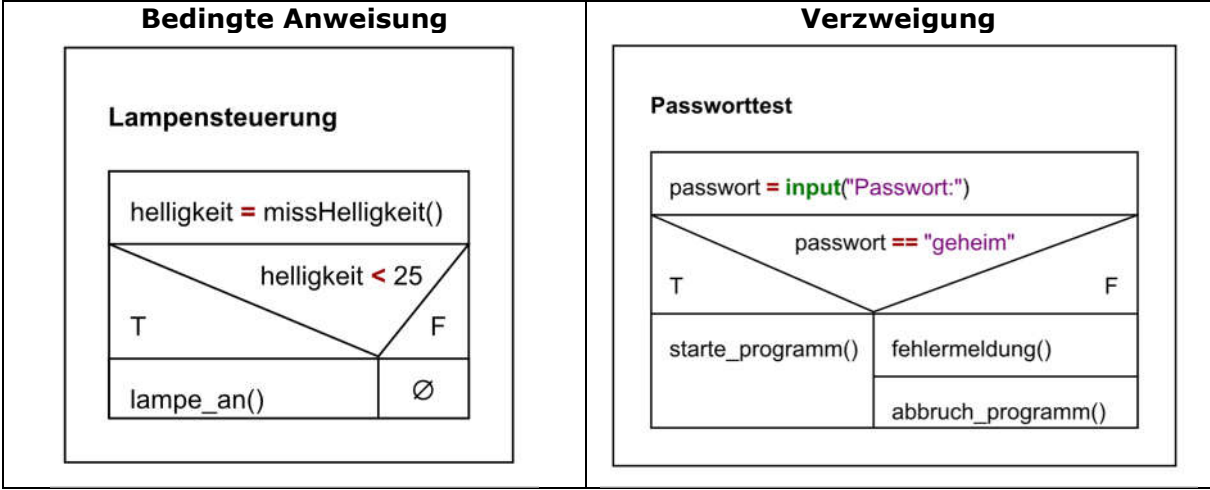 Bedingte Anweisung
Lampensteuerung
helligkeit = missHelligkeit()
helligkeit < 25
T
F
lampe_an()
∅
Verzweigung
Passworttest
passwort = input("Passwort:")
passwort == "geheim"
T
F
starte_programm()
fehlermeldung()
abbruch_programm()